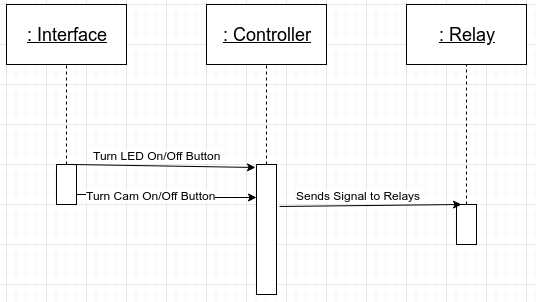 : Interface
: Controller
: Relay
Turn LED On/Off Button
Turn Cam On/Off Button
Sends Signal to Relays